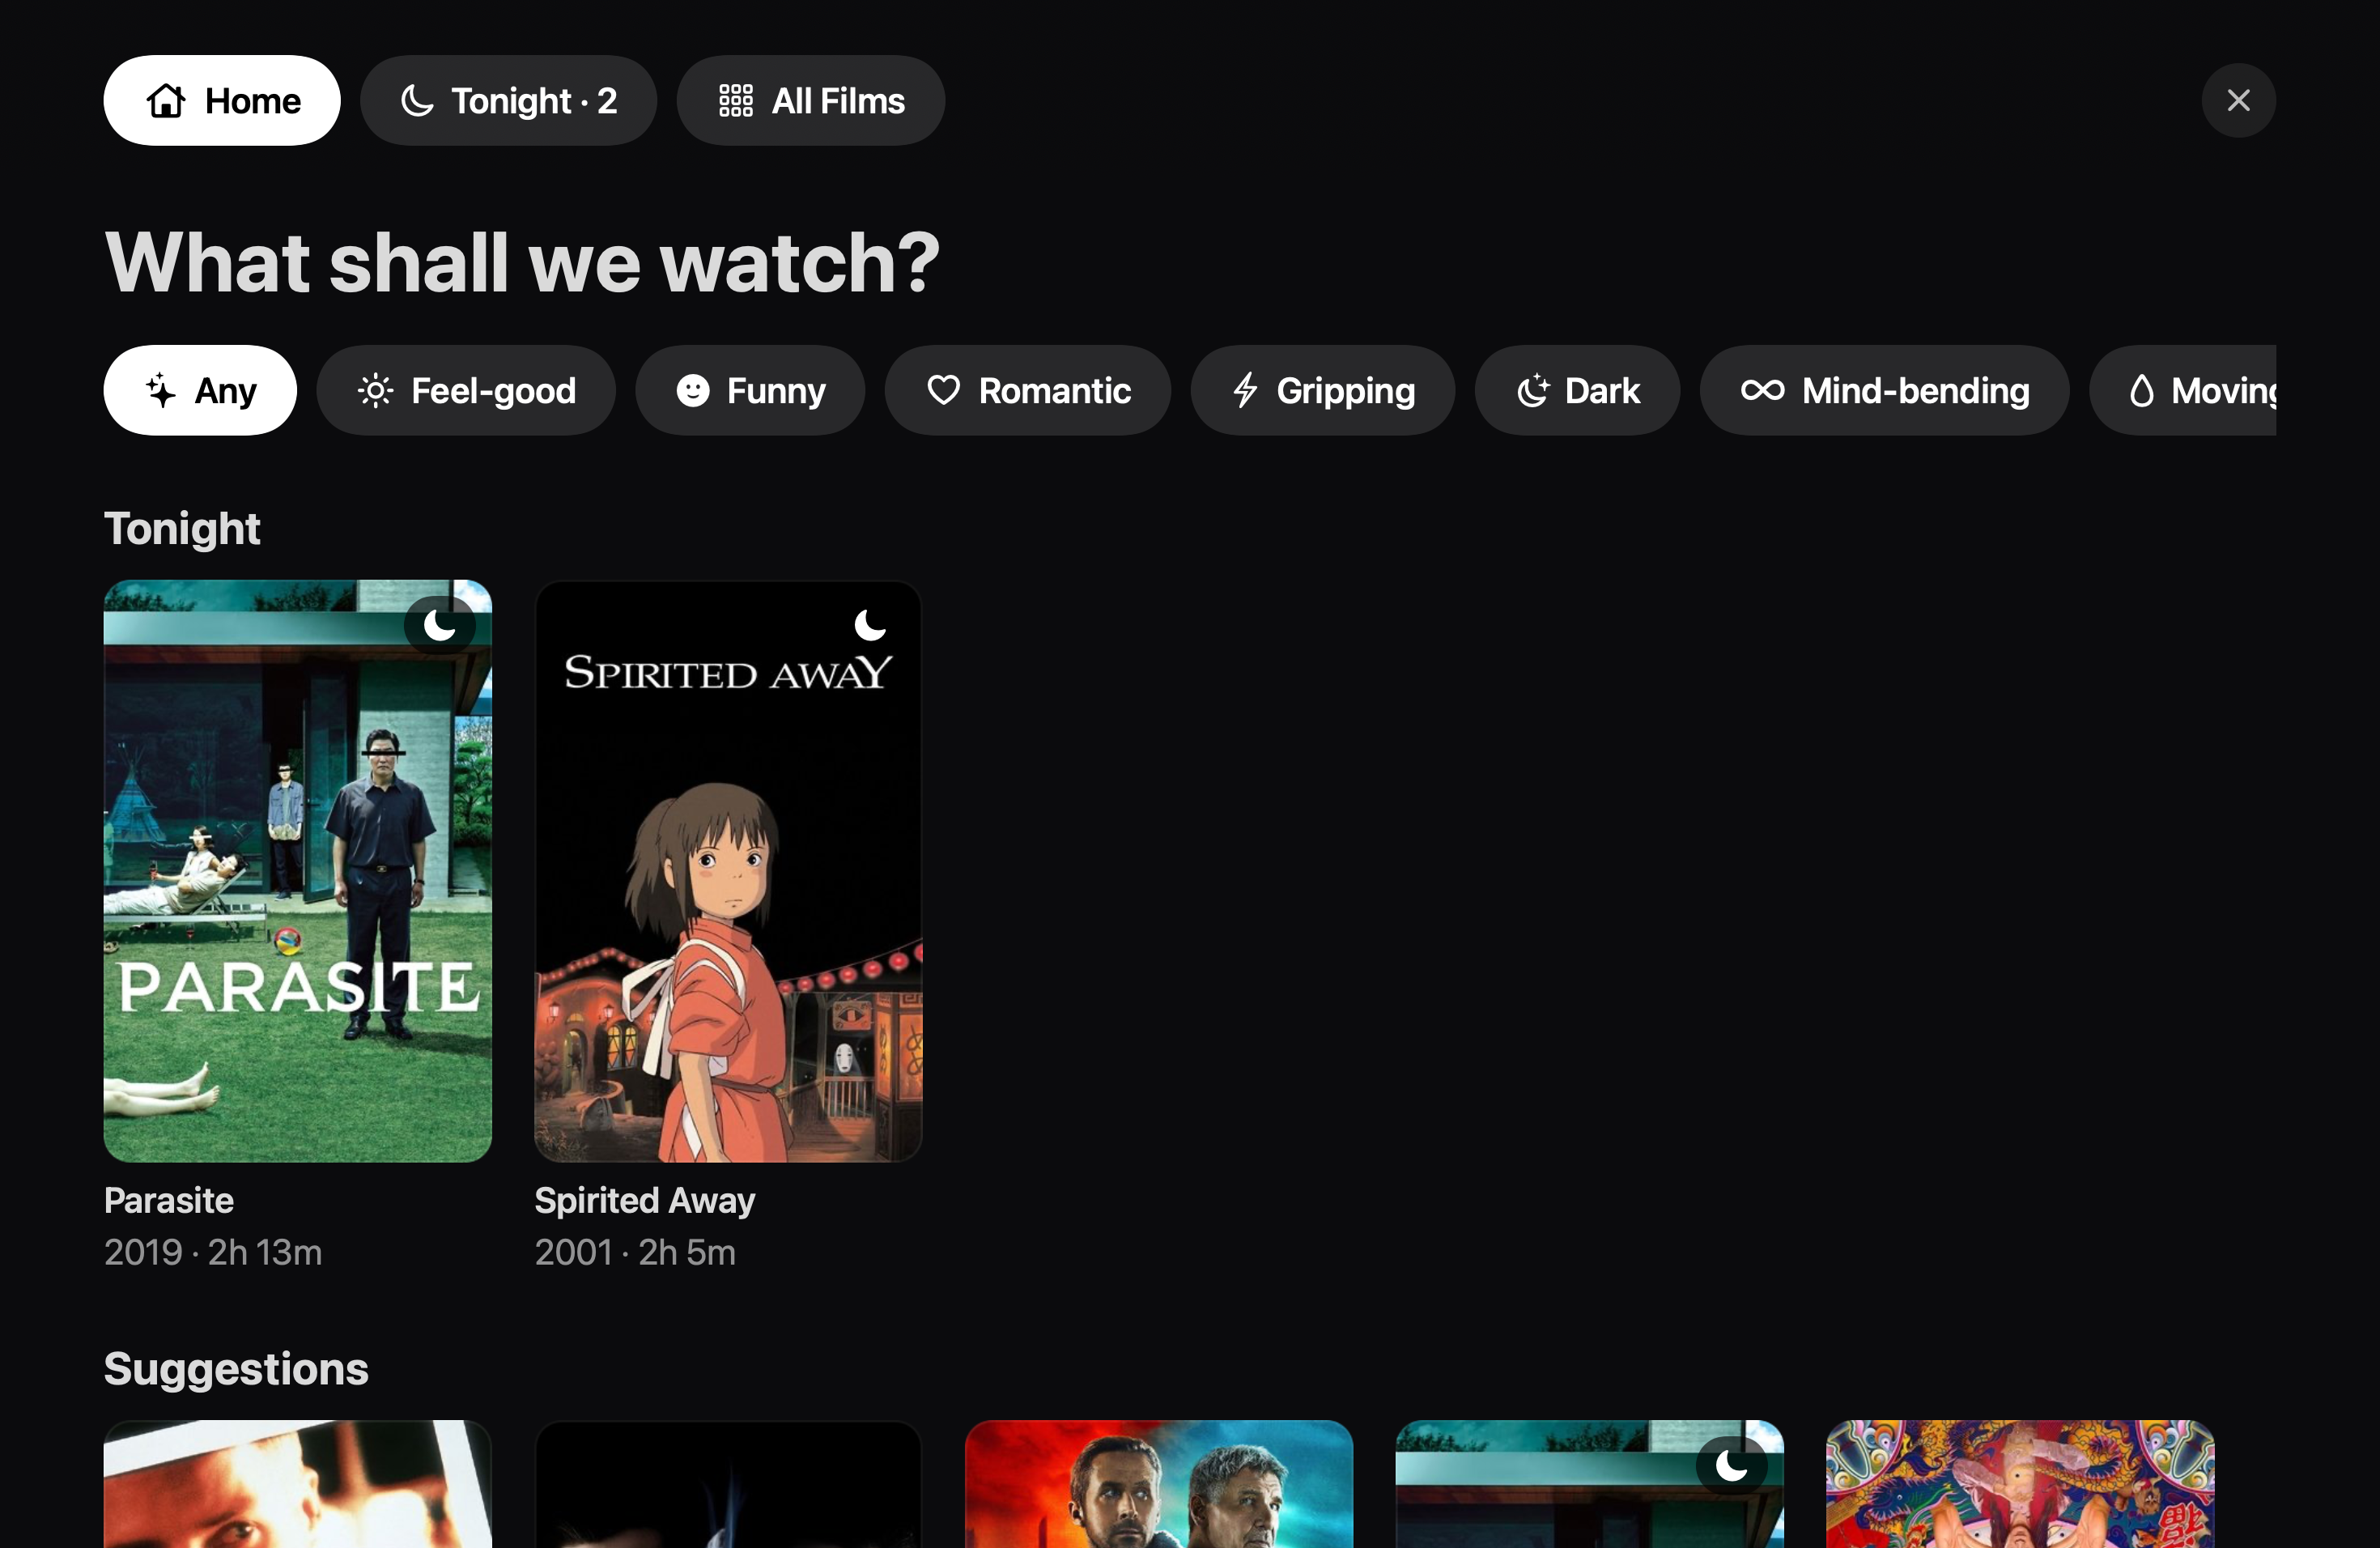 Home
Tonight · 2
All Films
What shall we watch?
Any
Feel-good
Funny
Romantic
Gripping
Dark
Mind-bending
Moving
Tonight
SPIRITED AWAY
PARASITE
Parasite
2019 · 2h 13m
Spirited Away
2001 · 2h 5m
Suggestions